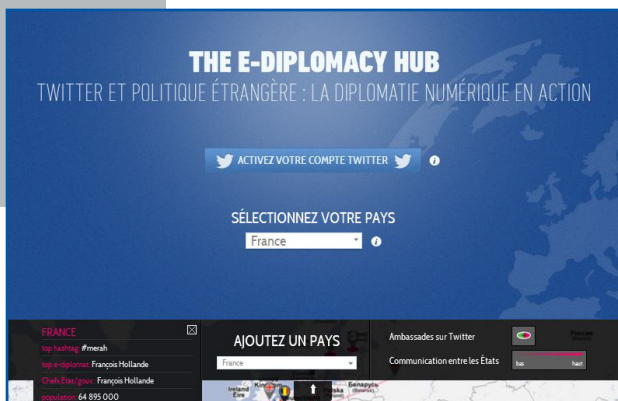 THE E-DIPLOMACY HUB
TWITTER ET POLITIQUE ÉTRANGÈRE : LA DIPLOMATIE NUMÉRIQUE EN ACTION
ACTIVEZ VOTRE COMPTE TWITTER
i
SÉLECTIONNEZ VOTRE PAYS
France
i
FRANCE
top hashtag: #merah
top e-diplomat: François Hollande
Chefs Etat/gouv.: François Hollande
population: 64 895 000
AJOUTEZ UN PAYS
France
Ambassades sur Twitter
Communication entre les États
bas haut
Ireland
Éire
Беларусь